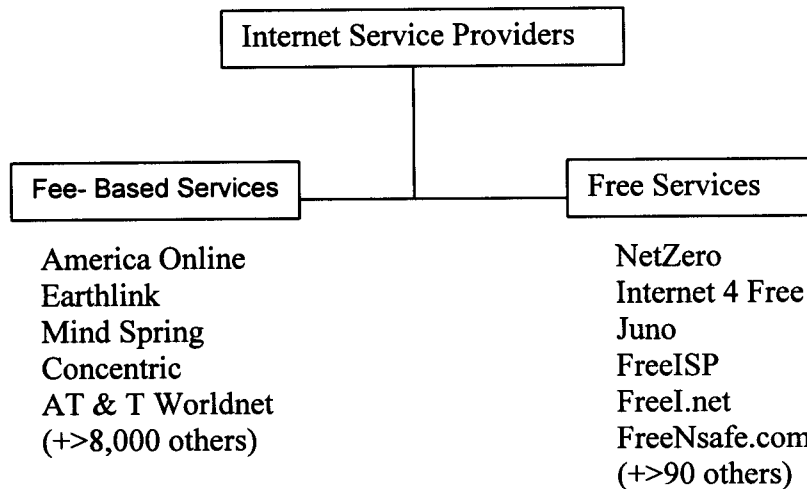 Internet Service Providers
Fee- Based Services
America Online
Earthlink
Mind Spring
Concentric
AT & T Worldnet
(+>8,000 others)
Free Services
NetZero
Internet 4 Free
Juno
FreeISP
FreeI.net
FreeNsafe.com
(+>90 others)